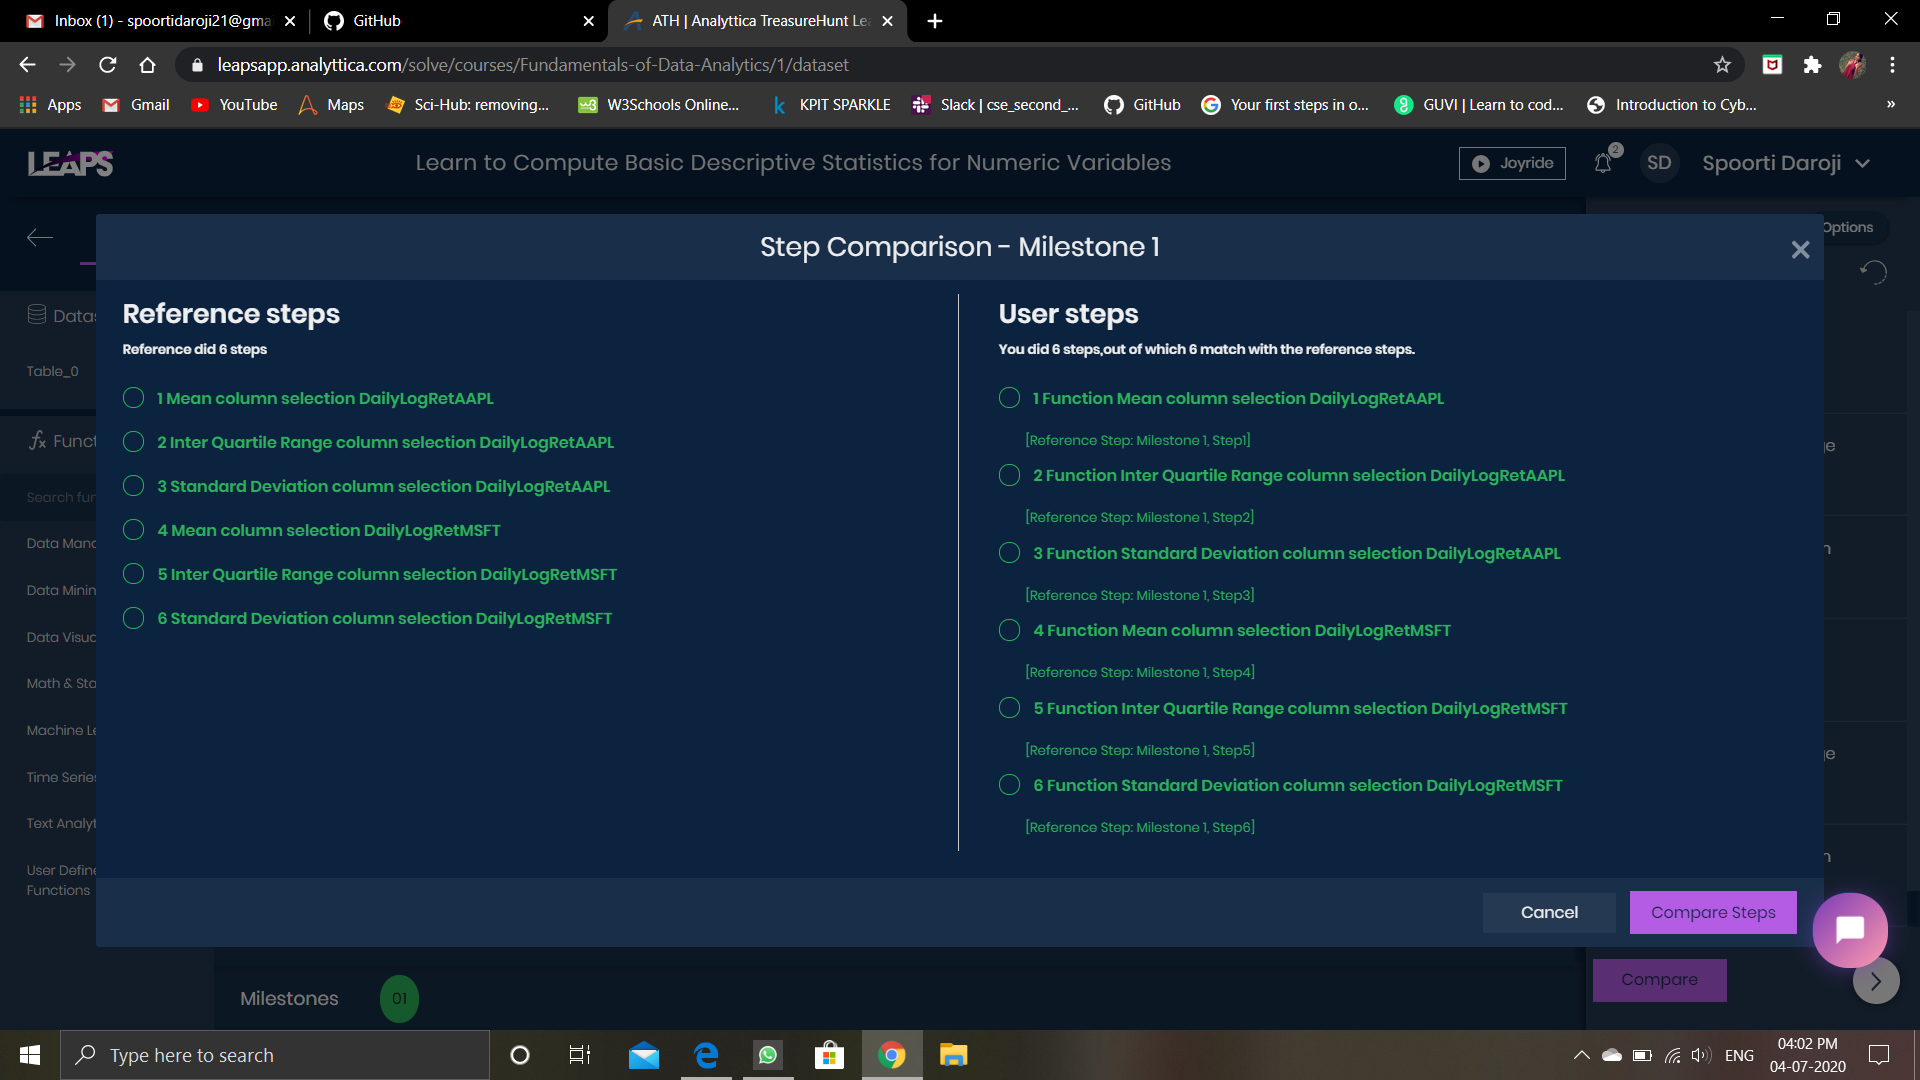 Inbox (1) - spoortidaroji21@gma
GitHub
ATH | Analyttica TreasureHunt Le
leapsapp.analyttica.com/solve/courses/Fundamentals-of-Data-Analytics/1/dataset
Apps
Gmail
YouTube
Maps
Sci-Hub: removing...
W3Schools Online...
KPIT SPARKLE
Slack | cse_second_...
GitHub
Your first steps in o...
GUVI | Learn to cod...
Introduction to Cyb...
»
LEAPS
Learn to Compute Basic Descriptive Statistics for Numeric Variables
Joyride
2
SD
Spoorti Daroji
Options
Step Comparison - Milestone 1
Reference steps
Reference did 6 steps
1 Mean column selection DailyLogRetAAPL
2 Inter Quartile Range column selection DailyLogRetAAPL
3 Standard Deviation column selection DailyLogRetAAPL
4 Mean column selection DailyLogRetMSFT
5 Inter Quartile Range column selection DailyLogRetMSFT
6 Standard Deviation column selection DailyLogRetMSFT
User steps
You did 6 steps,out of which 6 match with the reference steps.
1 Function Mean column selection DailyLogRetAAPL
[Reference Step: Milestone 1, Step1]
2 Function Inter Quartile Range column selection DailyLogRetAAPL
[Reference Step: Milestone 1, Step2]
3 Function Standard Deviation column selection DailyLogRetAAPL
[Reference Step: Milestone 1, Step3]
4 Function Mean column selection DailyLogRetMSFT
[Reference Step: Milestone 1, Step4]
5 Function Inter Quartile Range column selection DailyLogRetMSFT
[Reference Step: Milestone 1, Step5]
6 Function Standard Deviation column selection DailyLogRetMSFT
[Reference Step: Milestone 1, Step6]
Cancel
Compare Steps
Datas
Table_0
fx Funct
Search fun
Data Mana
Data Minin
Data Visua
Math & Sta
Machine Le
Time Series
Text Analyt
User Define
Functions
Compare
Milestones
01
Type here to search
ENG
04:02 PM
04-07-2020